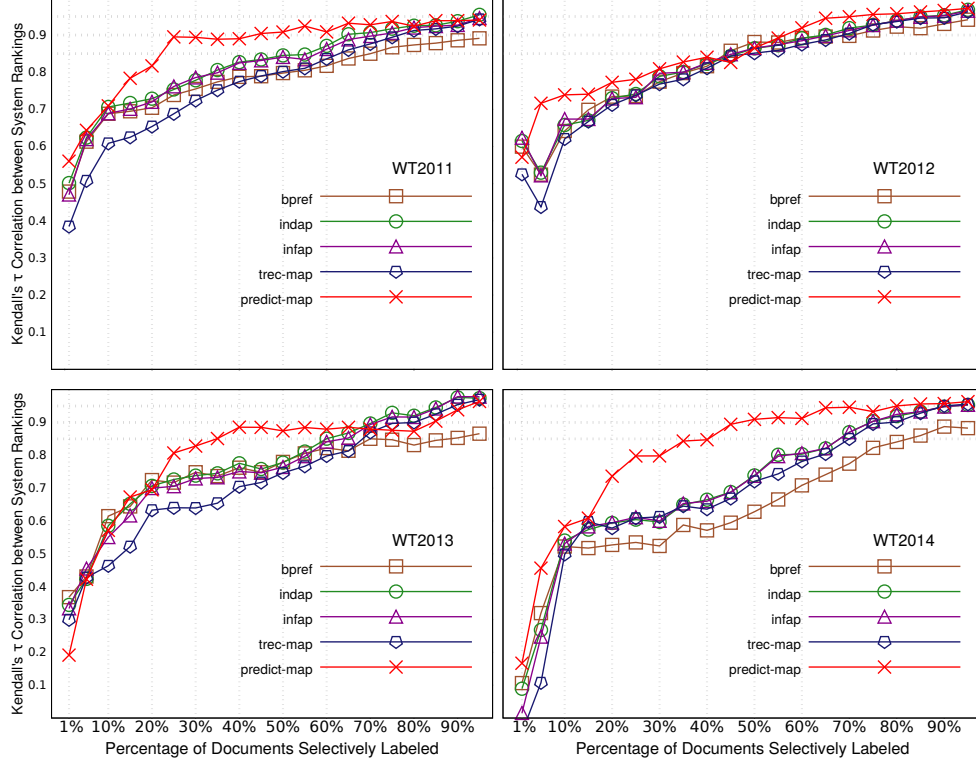 Kendall's τ Correlation between System Rankings
0.9
0.8
0.7
0.6
0.5
0.4
0.3
0.2
0.1
WT2011
bpref
indap
infap
trec-map
predict-map
WT2012
bpref
indap
infap
trec-map
predict-map
Kendall's τ Correlation between System Rankings
0.9
0.8
0.7
0.6
0.5
0.4
0.3
0.2
0.1
WT2013
bpref
indap
infap
trec-map
predict-map
WT2014
bpref
indap
infap
trec-map
predict-map
1% 10% 20% 30% 40% 50% 60% 70% 80% 90%
Percentage of Documents Selectively Labeled
1% 10% 20% 30% 40% 50% 60% 70% 80% 90%
Percentage of Documents Selectively Labeled